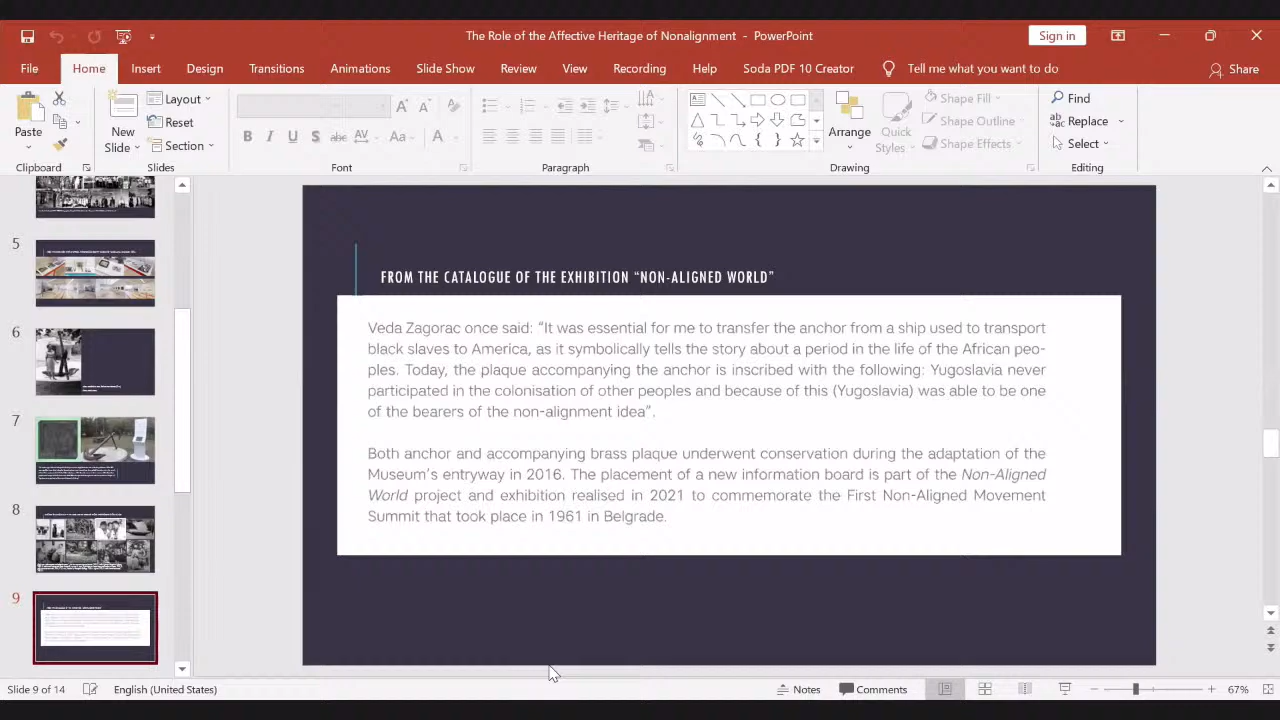 The Role of the Affective Heritage of Nonalignment - PowerPoint
Sign in
File Home Insert Design Transitions Animations Slide Show Review View Recording Help Soda PDF 10 Creator Tell me what you want to do Share
Paste
New Slide
Layout
Reset
Section
Find
Replace
Select
Arrange
Quick Styles
Shape Fill
Shape Outline
Shape Effects
Clipboard Slides Font Paragraph Drawing Editing
5
6
7
8
9
FROM THE CATALOGUE OF THE EXHIBITION “NON-ALIGNED WORLD”
Veda Zagorac once said: “It was essential for me to transfer the anchor from a ship used to transport
black slaves to America, as it symbolically tells the story about a period in the life of the African peo-
ples. Today, the plaque accompanying the anchor is inscribed with the following: Yugoslavia never
participated in the colonisation of other peoples and because of this (Yugoslavia) was able to be one
of the bearers of the non-alignment idea”.
Both anchor and accompanying brass plaque underwent conservation during the adaptation of the
Museum’s entryway in 2016. The placement of a new information board is part of the Non-Aligned
World project and exhibition realised in 2021 to commemorate the First Non-Aligned Movement
Summit that took place in 1961 in Belgrade.
Slide 9 of 14 English (United States) Notes Comments 67%